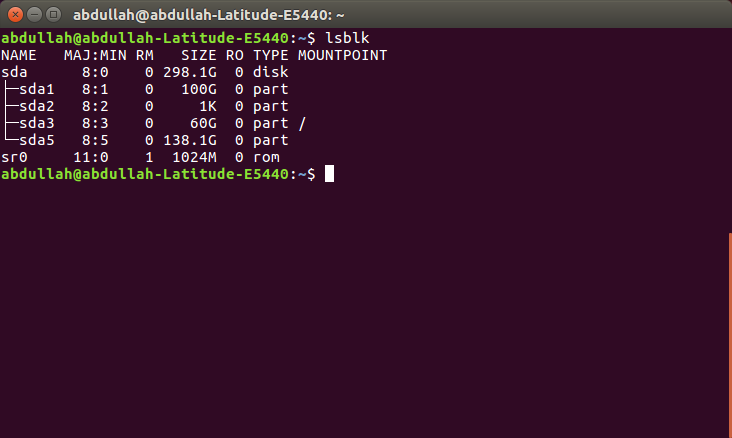 abdullah@abdullah-Latitude-E5440: ~
abdullah@abdullah-Latitude-E5440:~$ lsblk
NAME   MAJ:MIN RM   SIZE RO TYPE MOUNTPOINT
sda      8:0    0 298.1G  0 disk
├─sda1   8:1    0   100G  0 part
├─sda2   8:2    0     1K  0 part
├─sda3   8:3    0    60G  0 part /
└─sda5   8:5    0 138.1G  0 part
sr0     11:0    1  1024M  0 rom
abdullah@abdullah-Latitude-E5440:~$